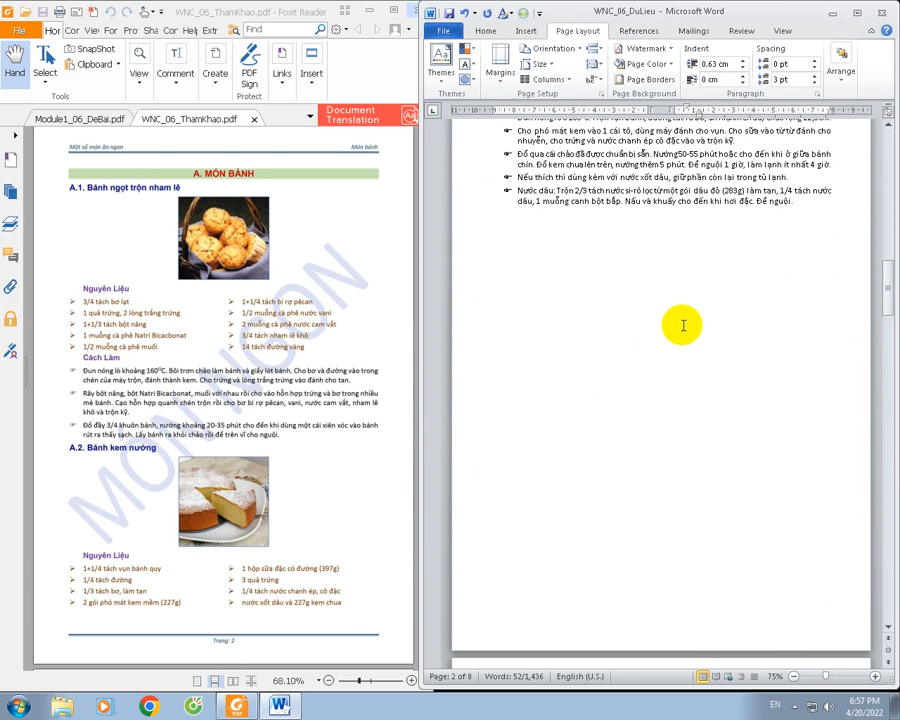 WNC_06_ThamKhao.pdf - Foxit Reader
File
Hor
Cor
Vie
For
Pro
Sha
Co
Hel
Extr
Find
Hand
Select
SnapShot
Clipboard
Tools
View
Comment
Create
PDF
Sign
Protect
Links
Insert
Module1_06_DeBai.pdf
WNC_06_ThamKhao.pdf
Document
Translation
Một số món ăn ngon
Món bánh
A. MÓN BÁNH
A.1. Bánh ngọt trộn nham lê
Nguyên Liệu
3/4 tách bơ lạt
1 quả trứng, 2 lòng trắng trứng
1+1/3 tách bột năng
1 muỗng cà phê Natri Bicacbonat
1/2 muỗng cà phê muối
1+1/4 tách bí rợ pêcan
1/2 muỗng cà phê nước vani
2 muỗng cà phê nước cam vắt
3/4 tách nham lê khô
14 tách đường vàng
Cách Làm
Đun nóng lò khoảng 160°C. Bôi trơn chảo làm bánh và giấy lót bánh. Cho bơ và đường vào trong
chén của máy trộn, đánh thành kem. Cho trứng và lòng trắng trứng vào đánh cho tan.
Rây bột năng, bột Natri Bicacbonat, muối với nhau rồi cho vào hỗn hợp trứng và bơ trong nhiều
mẻ bánh. Cạo hỗn hợp quanh chén trộn rồi cho bơ bí rợ pêcan, vani, nước cam vắt, nham lê
khô và trộn kỹ.
Đổ đầy 3/4 khuôn bánh, nướng khoảng 20-35 phút cho đến khi dùng một cái xiên xóc vào bánh
rút ra thấy sạch. Lấy bánh ra khỏi chảo rồi để trên vỉ cho nguội.
A.2. Bánh kem nướng
Nguyên Liệu
1+1/4 tách vụn bánh quy
1/4 tách đường
1/3 tách bơ, làm tan
2 gói phó mát kem mềm (227g)
1 hộp sữa đặc có đường (397g)
3 quả trứng
1/4 tách nước chanh ép, cô đặc
nước xốt dâu và 227g kem chua
MÓN NGON
Trang: 2
68.10%
WNC_06_DuLieu - Microsoft Word
File
Home
Insert
Page Layout
References
Mailings
Review
View
Themes
Themes
Margins
Orientation
Size
Columns
Page Setup
Watermark
Page Color
Page Borders
Page Background
Indent
0.63 cm
0 cm
Spacing
0 pt
3 pt
Paragraph
Arrange
Cho phó mát kem vào 1 cái tô, dùng máy đánh cho vụn. Cho sữa vào từ từ đánh cho
nhuyễn, cho trứng và nước chanh ép cô đặc vào và trộn kỹ.
Đổ qua cái chảo đã được chuẩn bị sẵn. Nướng 50-55 phút hoặc cho đến khi ở giữa bánh
chín. Đổ kem chua lên trên, nướng thêm 5 phút. Để nguội 1 giờ, làm lạnh ít nhất 4 giờ.
Nếu thích thì dùng kèm với nước xốt dâu, giữ phần còn lại trong tủ lạnh.
Nước dâu: Trộn 2/3 tách nước si-rô lọc từ một gói dâu đỏ (283g) làm tan, 1/4 tách nước
dâu, 1 muỗng canh bột bắp. Nấu và khuấy cho đến khi hơi đặc. Để nguội.
Page: 2 of 8
Words: 52/1,436
English (U.S.)
75%
EN
6:57 PM
4/20/2022